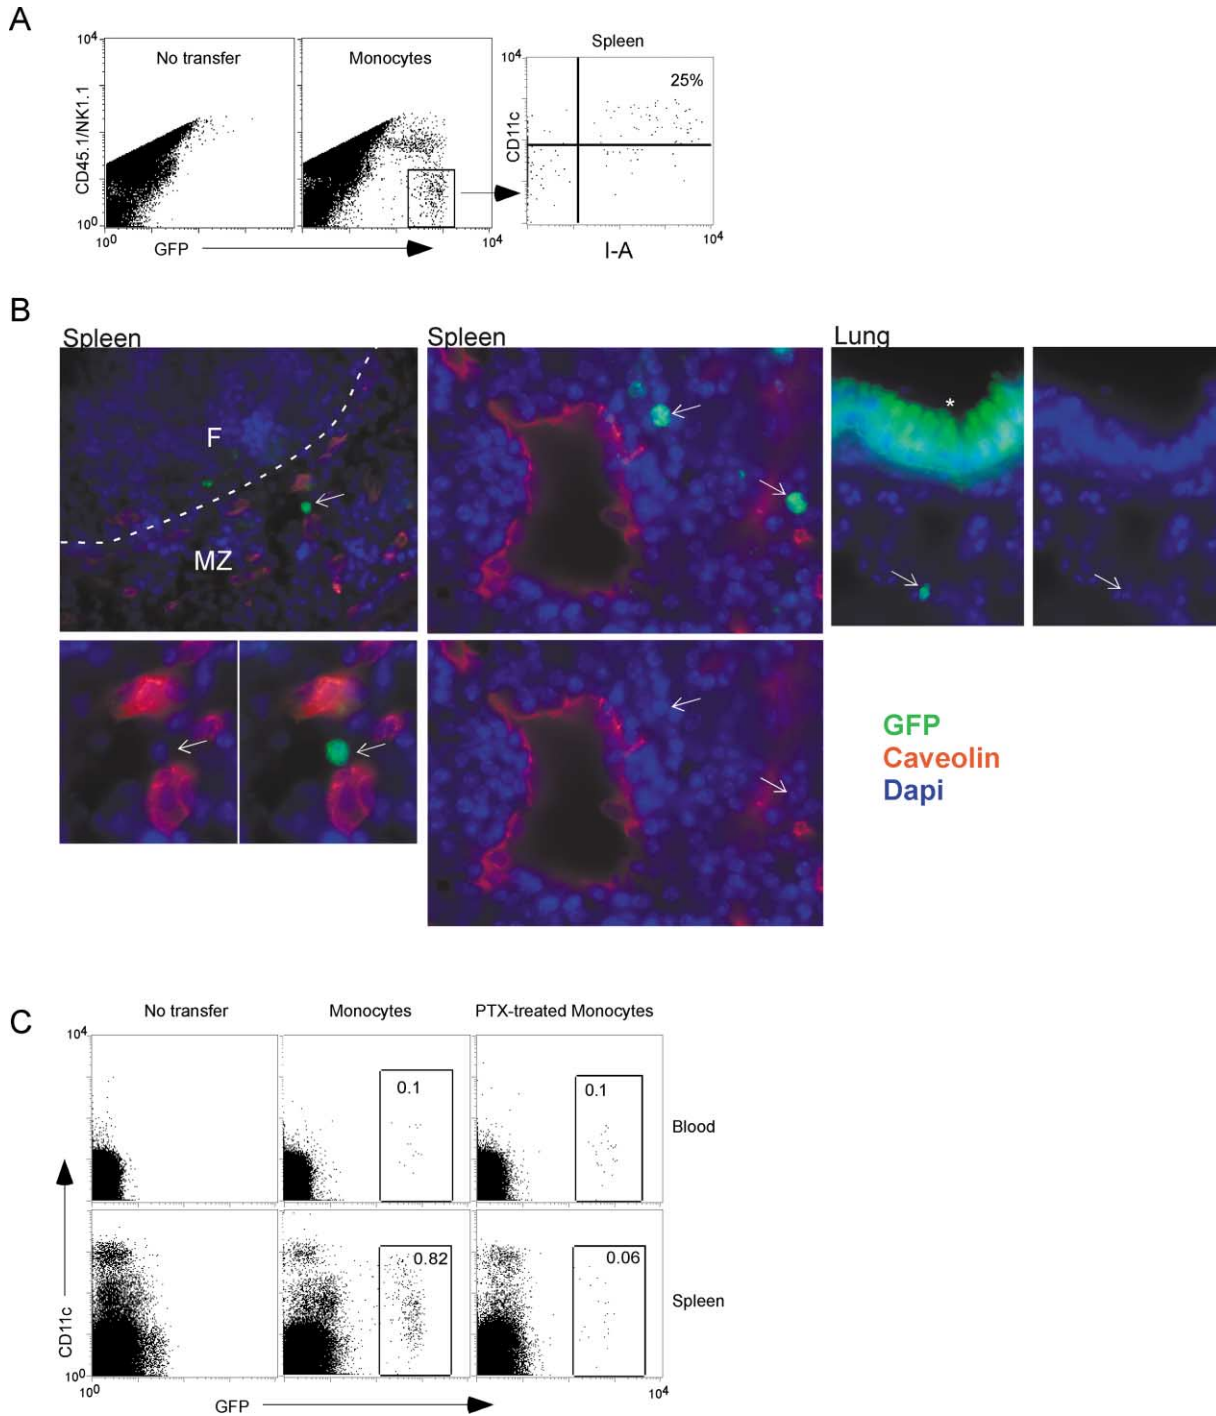 A
No transfer
Monocytes
Spleen
10⁴
10⁴
25%
CD45.1/NK1.1
CD11c
10⁰
10⁰
10⁴
10⁴
GFP
I-A
B
Spleen
Spleen
Lung
F
*
MZ
GFP
Caveolin
Dapi
C
No transfer
Monocytes
PTX-treated Monocytes
10⁴
0.1
0.1
Blood
0.82
0.06
Spleen
CD11c
10⁰
10⁰
10⁴
GFP